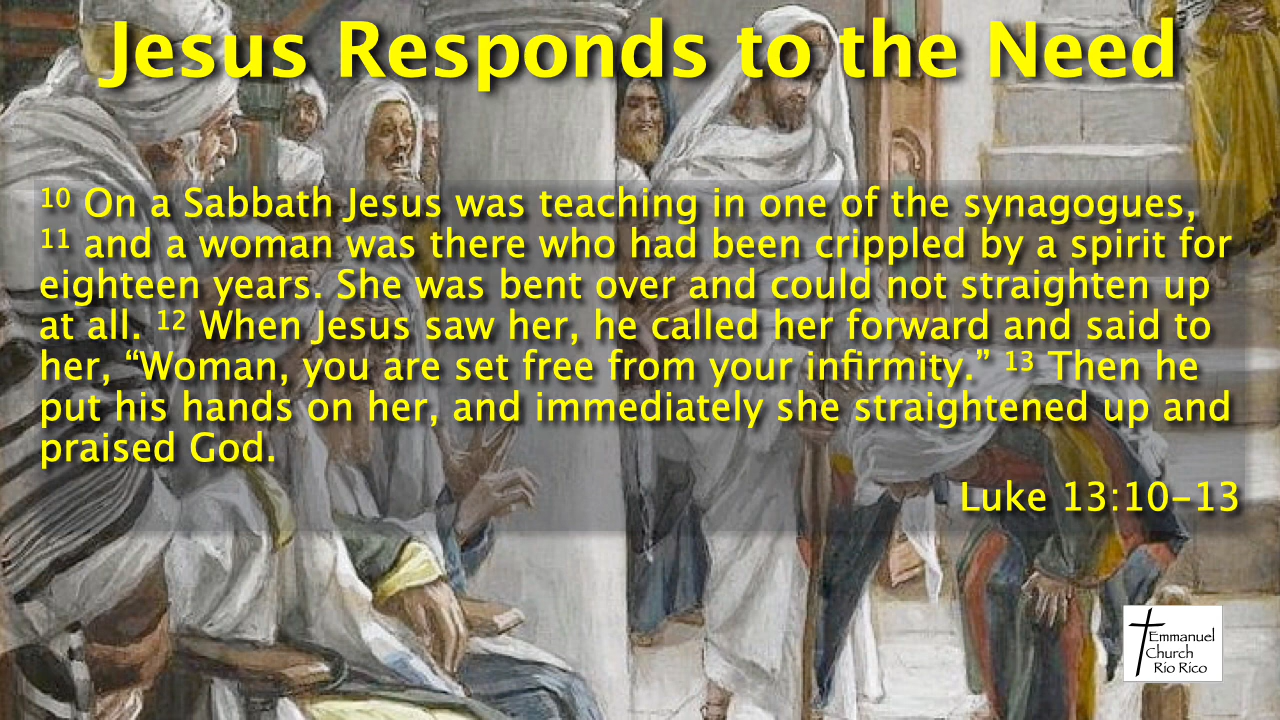 Jesus Responds to the Need
10 On a Sabbath Jesus was teaching in one of the synagogues,
11 and a woman was there who had been crippled by a spirit for
eighteen years. She was bent over and could not straighten up
at all. 12 When Jesus saw her, he called her forward and said to
her, “Woman, you are set free from your infirmity.” 13 Then he
put his hands on her, and immediately she straightened up and
praised God.
Luke 13:10–13
Emmanuel
Church
Rio Rico